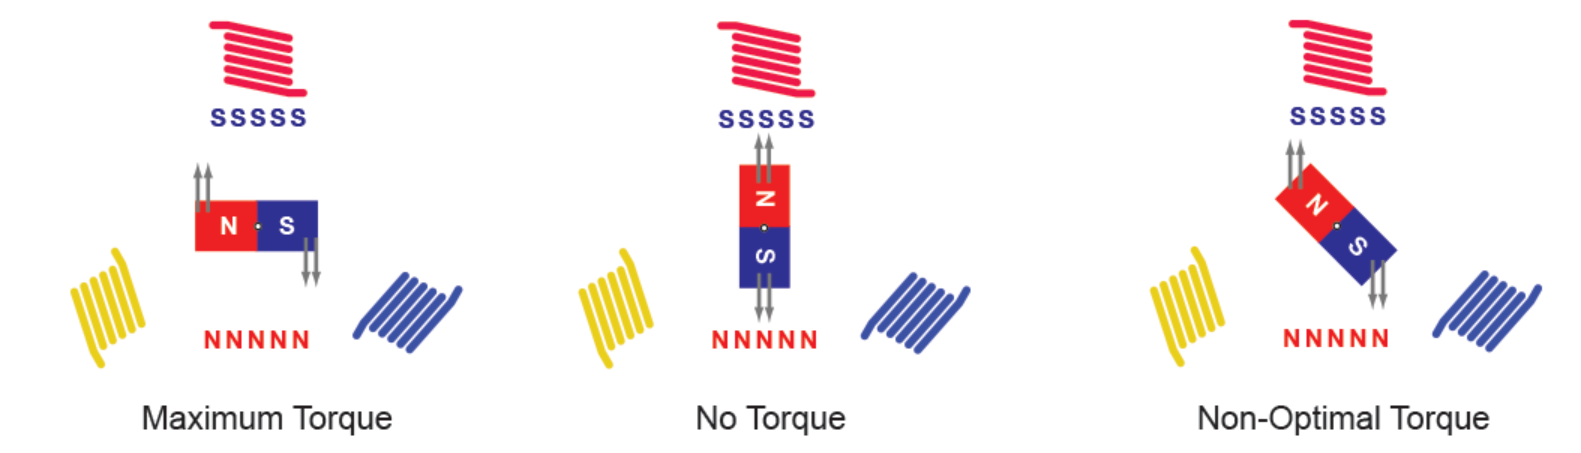 SSSSS
SSSSS
SSSSS
N S
N S
N S
NNNNN
NNNNN
NNNNN
Maximum Torque
No Torque
Non-Optimal Torque